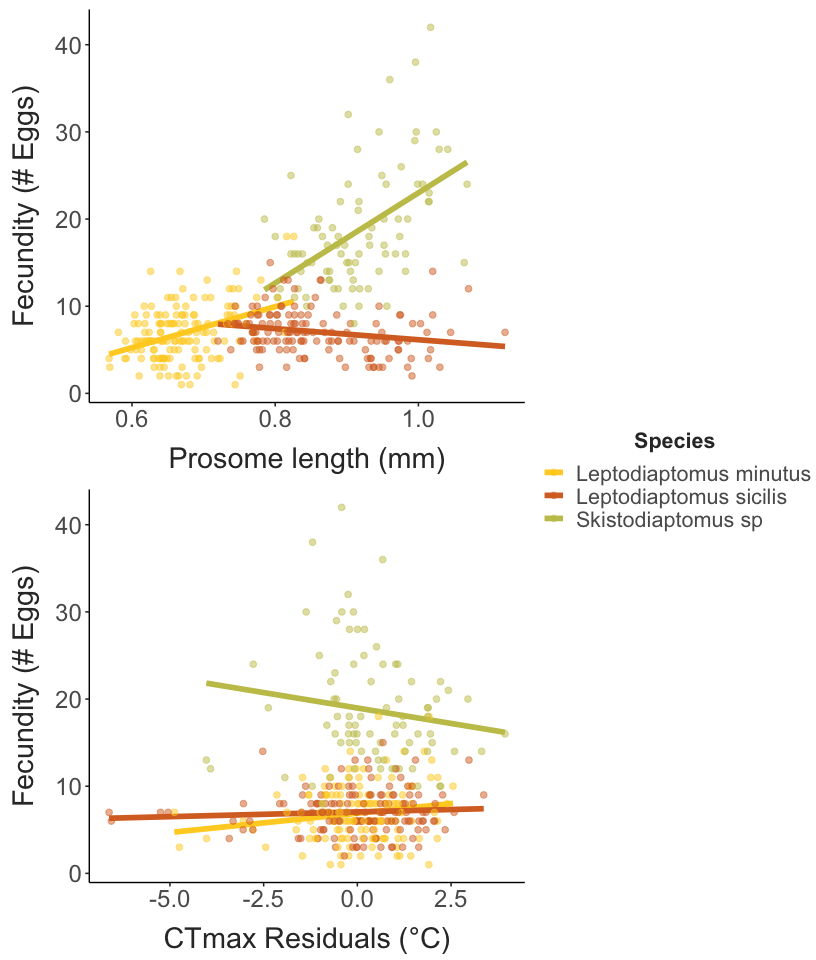 40
30
20
10
0
Fecundity (# Eggs)
0.6 0.8 1.0
Prosome length (mm)
Species
Leptodiaptomus minutus
Leptodiaptomus sicilis
Skistodiaptomus sp
40
30
20
10
0
Fecundity (# Eggs)
-5.0 -2.5 0.0 2.5
CTmax Residuals (°C)